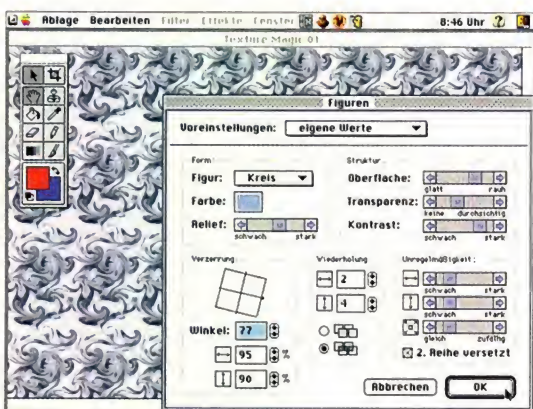 Ablage Bearbeiten Filter Effekte Fenster 8:46 Uhr
Texture Magic 01
Figuren
Voreinstellungen: eigene Werte
Form: Struktur:
Figur: Kreis Oberfläche:
glatt rauh
Farbe: Transparenz:
keine durchsichtig
Relief: Kontrast:
schwach stark schwach stark
Verzerrung: Wiederholung Unregelmäßigkeit:
2
schwach stark
4
schwach stark
Winkel: 77
gleich zufällig
95 %
2. Reihe versetzt
90 %
Abbrechen OK